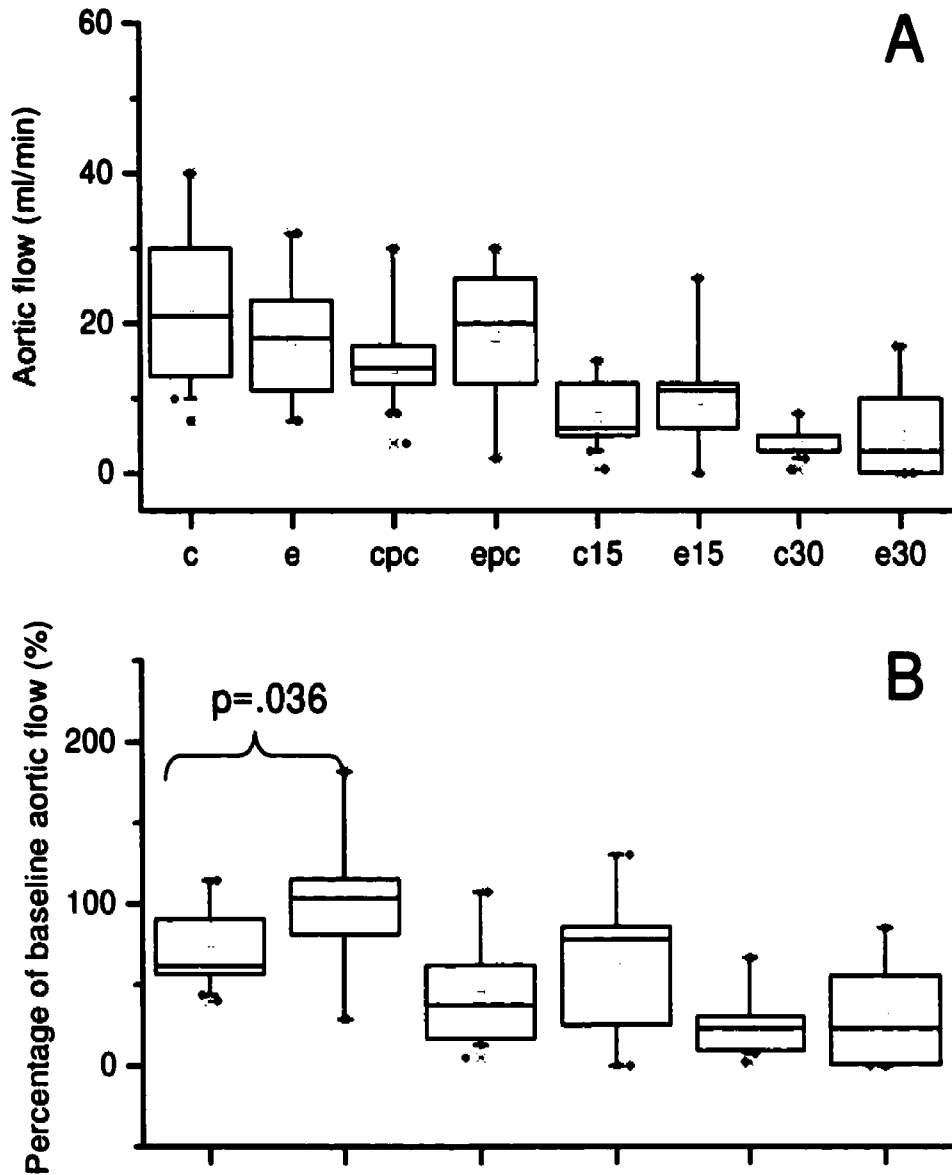 A
Aortic flow (ml/min)
60
40
20
0
c e cpc epc c15 e15 c30 e30
B
Percentage of baseline aortic flow (%)
p=.036
200
100
0